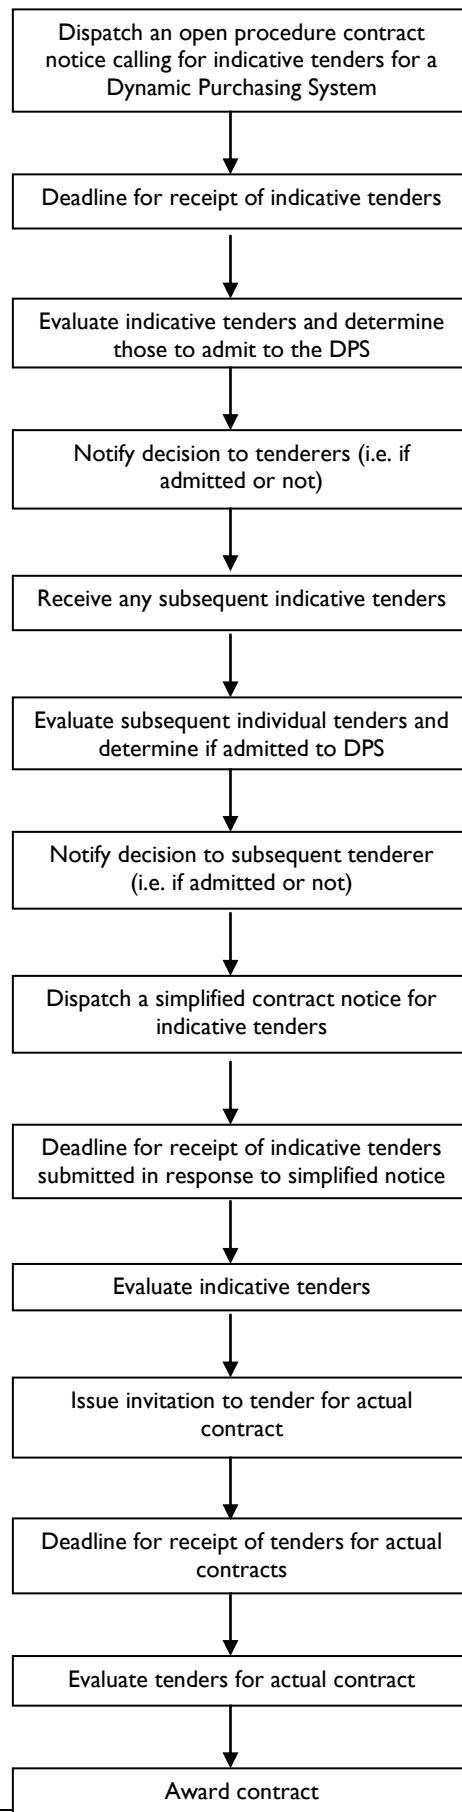 Dispatch an open procedure contract
notice calling for indicative tenders for a
Dynamic Purchasing System
Deadline for receipt of indicative tenders
Evaluate indicative tenders and determine
those to admit to the DPS
Notify decision to tenderers (i.e. if
admitted or not)
Receive any subsequent indicative tenders
Evaluate subsequent individual tenders and
determine if admitted to DPS
Notify decision to subsequent tenderer
(i.e. if admitted or not)
Dispatch a simplified contract notice for
indicative tenders
Deadline for receipt of indicative tenders
submitted in response to simplified notice
Evaluate indicative tenders
Issue invitation to tender for actual
contract
Deadline for receipt of tenders for actual
contracts
Evaluate tenders for actual contract
Award contract